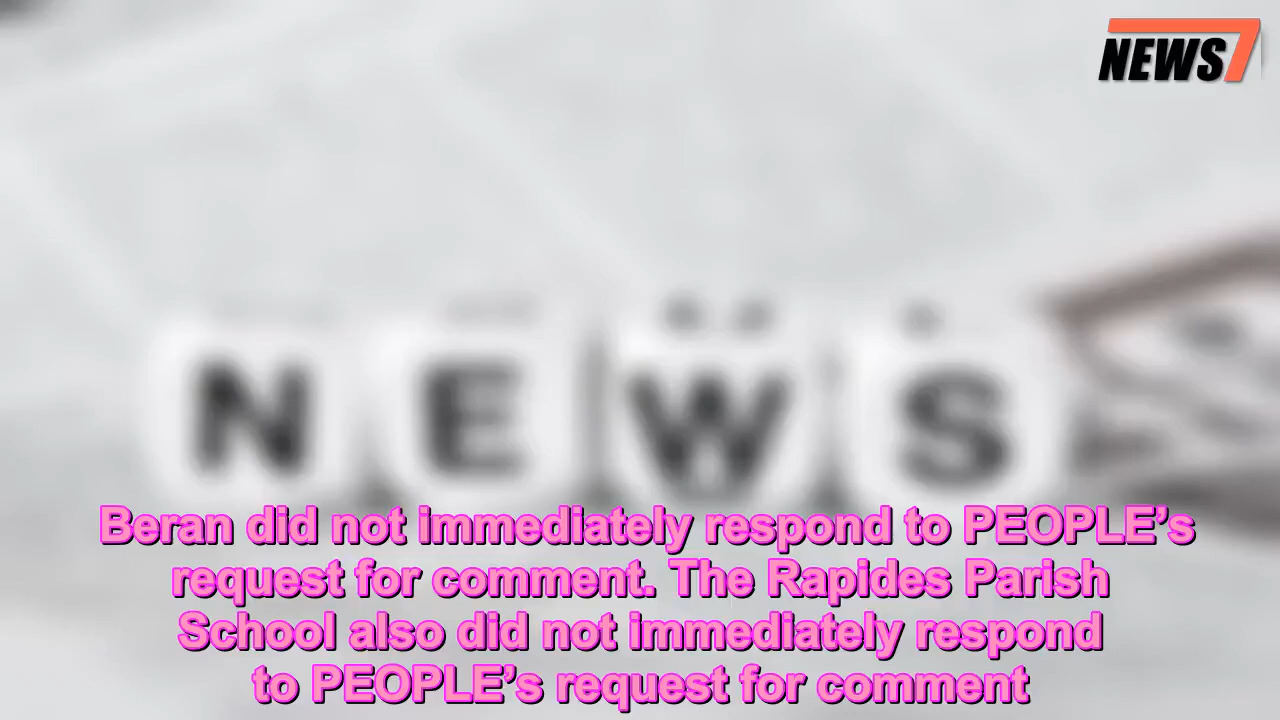 NEWS7
NEWS
Beran did not immediately respond to PEOPLE’s
request for comment. The Rapides Parish
School also did not immediately respond
to PEOPLE’s request for comment